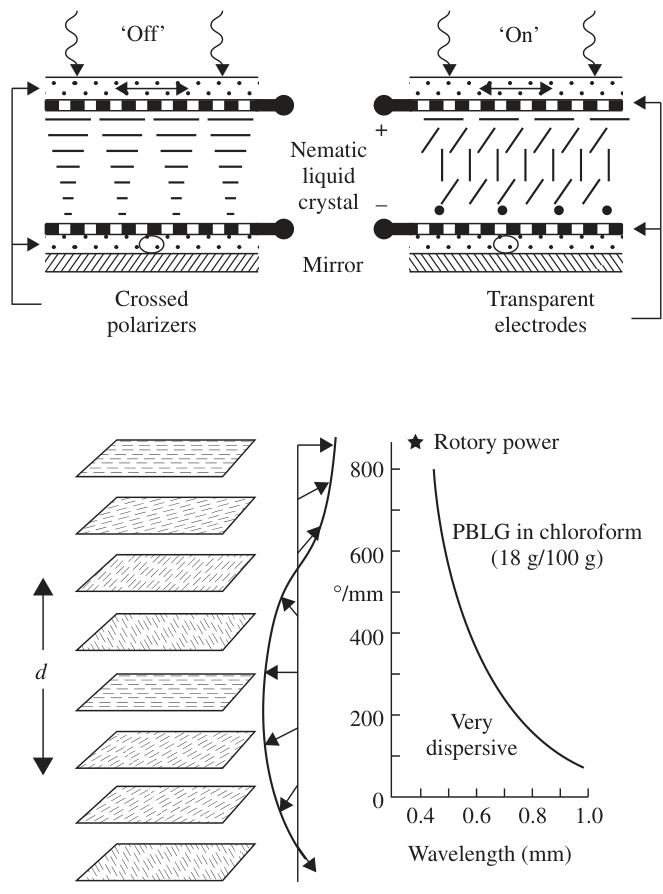 ‘Off’
‘On’
Nematic
liquid
crystal
+
–
Mirror
Crossed
polarizers
Transparent
electrodes
d
★ Rotory power
800
600
°/mm
400
200
0
PBLG in chloroform
(18 g/100 g)
Very
dispersive
0.4 0.6 0.8 1.0
Wavelength (mm)